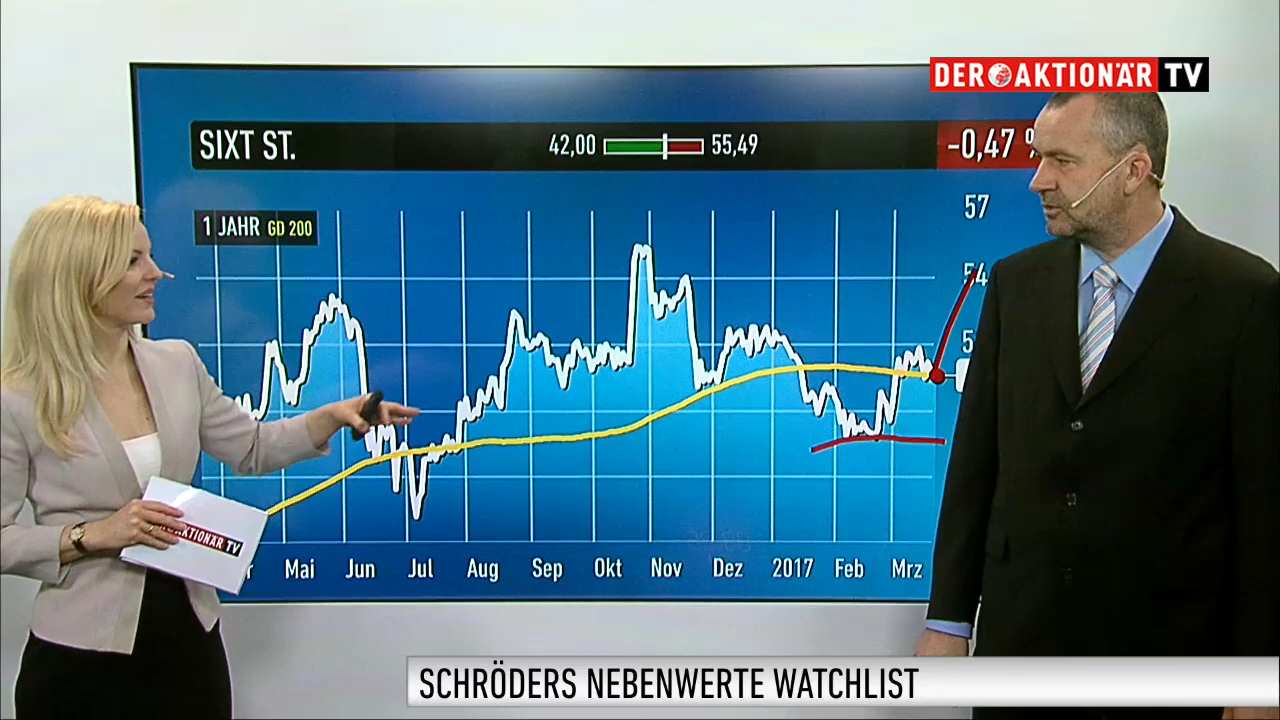 DER AKTIONÄR TV
SIXT ST.
42,00
55,49
-0,47 %
1 JAHR GD 200
57
54
5
Mai Jun Jul Aug Sep Okt Nov Dez 2017 Feb Mrz
AKTIONÄR TV
SCHRÖDERS NEBENWERTE WATCHLIST